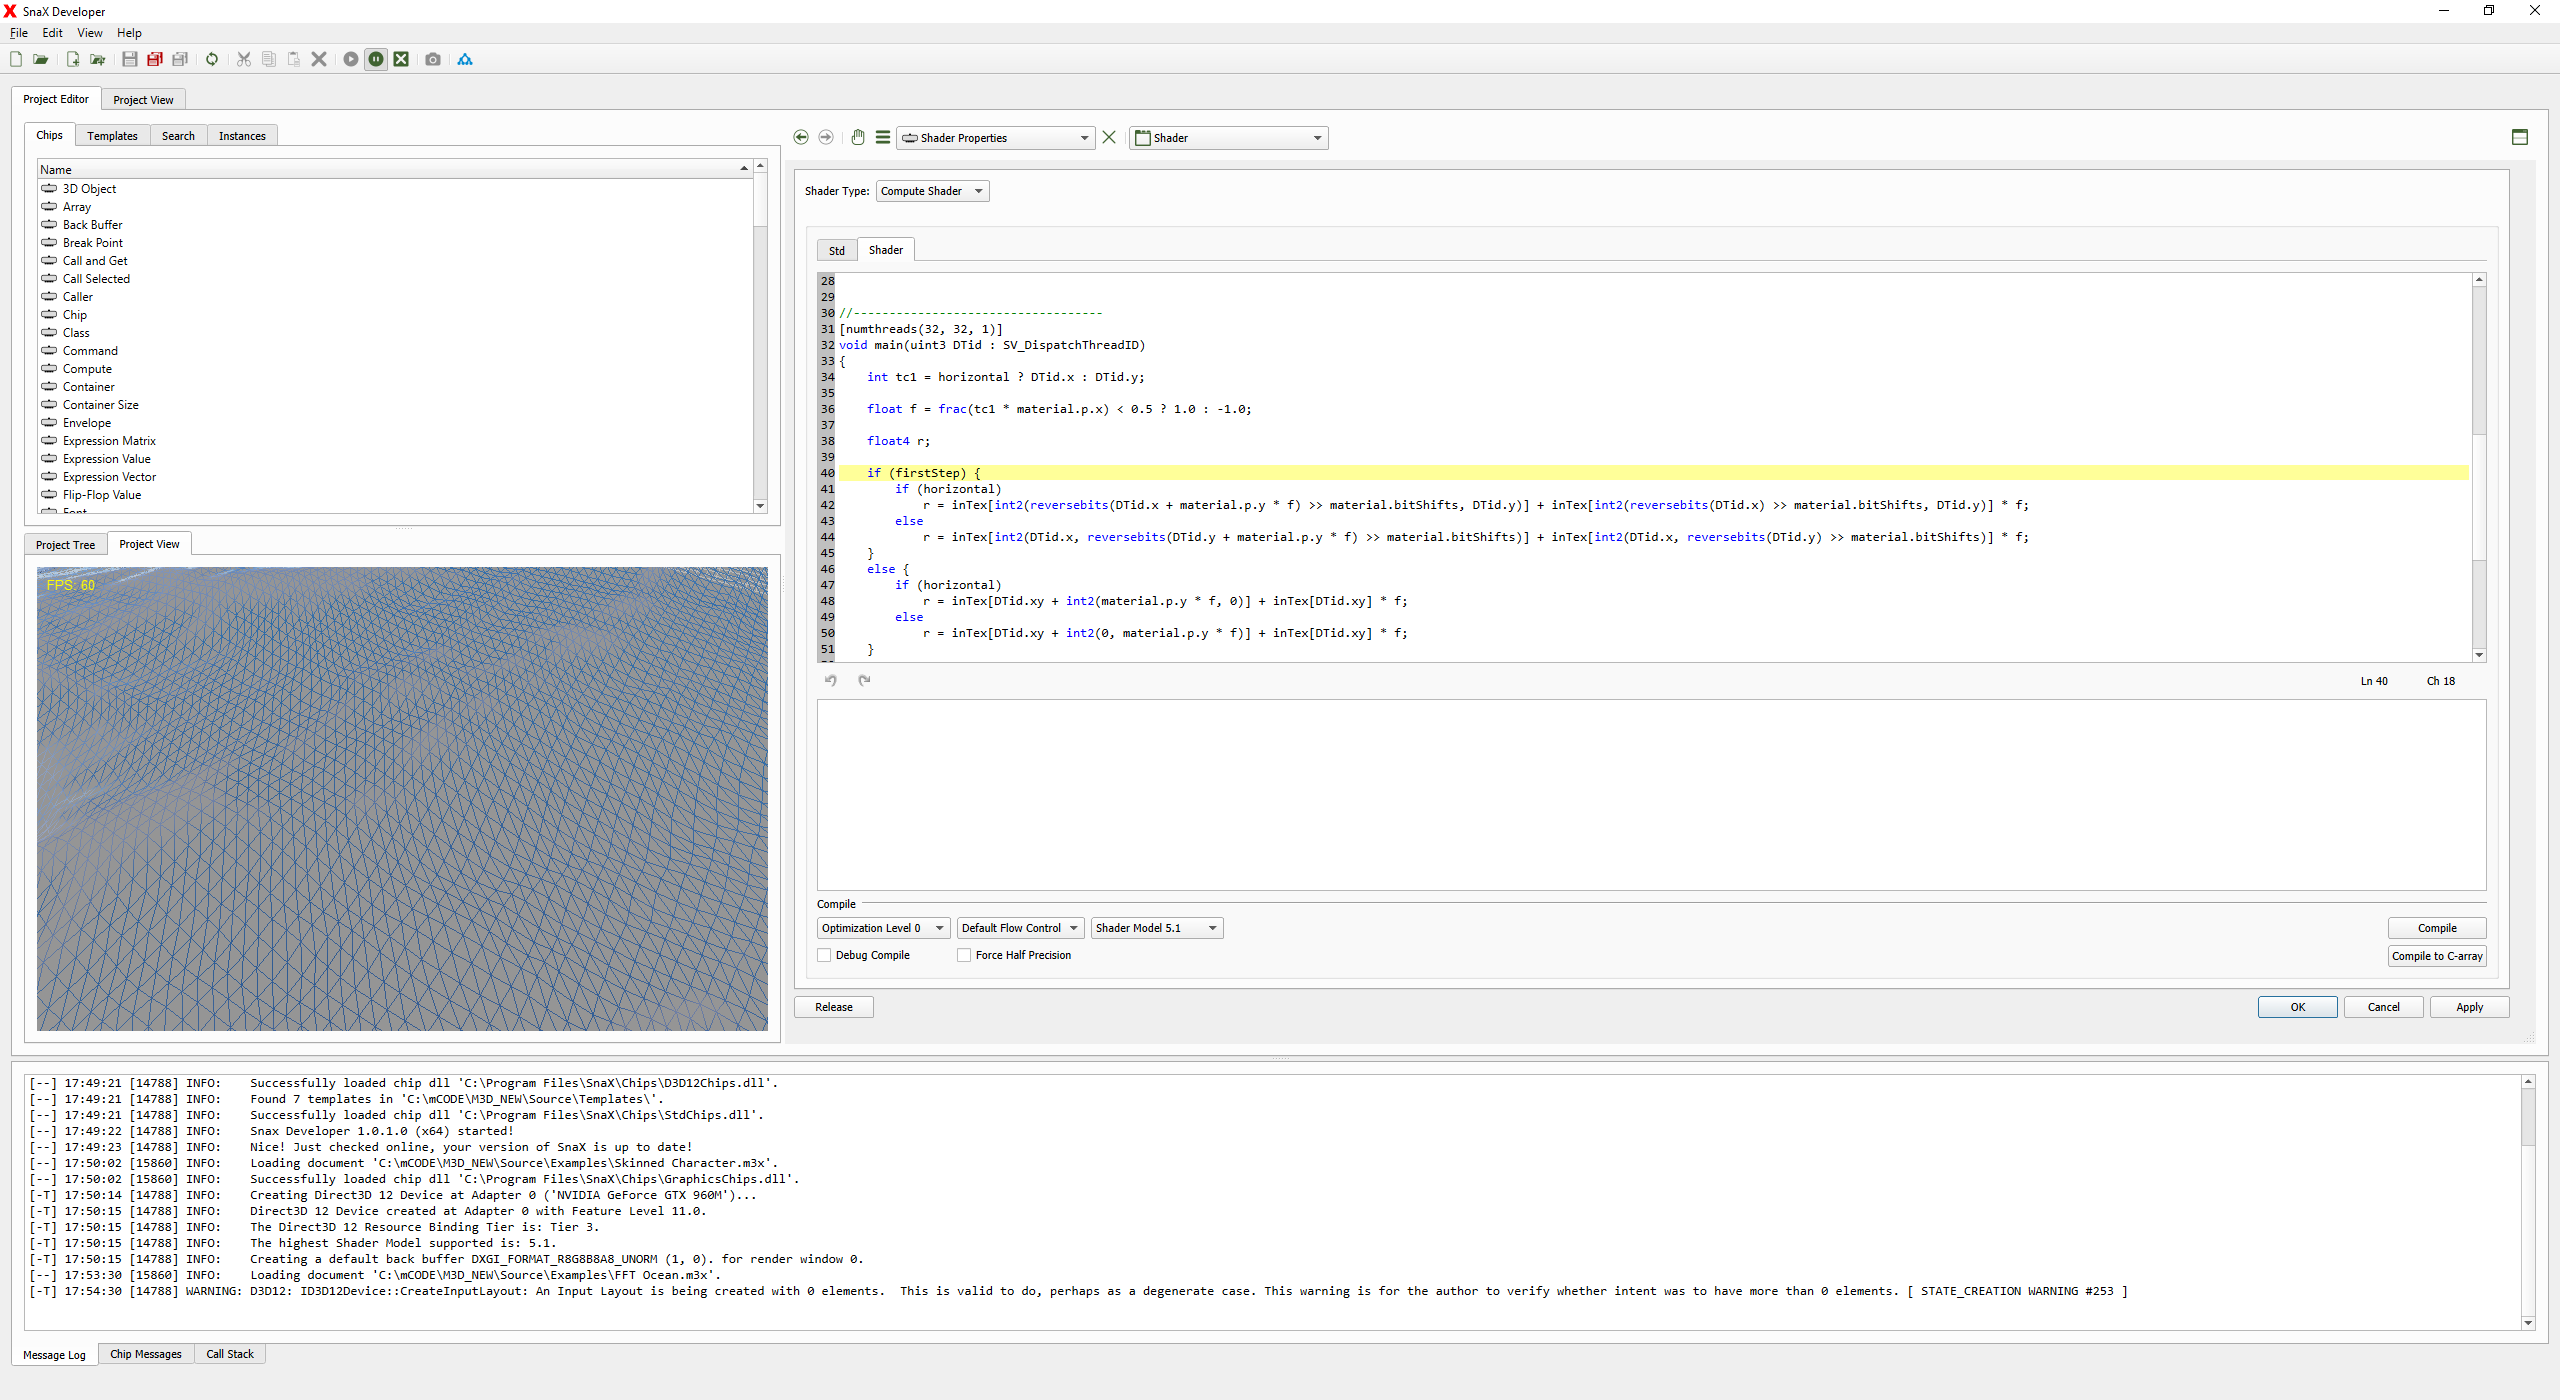 SnaX Developer
File Edit View Help
Project Editor Project View
Chips Templates Search Instances
Name
3D Object
Array
Back Buffer
Break Point
Call and Get
Call Selected
Caller
Chip
Class
Command
Compute
Container
Container Size
Envelope
Expression Matrix
Expression Value
Expression Vector
Flip-Flop Value
Font
Project Tree Project View
FPS: 60
Shader Properties Shader
Shader Type: Compute Shader
Std Shader
28
29
30 //-----------------------------------
31 [numthreads(32, 32, 1)]
32 void main(uint3 DTid : SV_DispatchThreadID)
33 {
34 int tc1 = horizontal ? DTid.x : DTid.y;
35
36 float f = frac(tc1 * material.p.x) < 0.5 ? 1.0 : -1.0;
37
38 float4 r;
39
40 if (firstStep) {
41 if (horizontal)
42 r = inTex[int2(reversebits(DTid.x + material.p.y * f) >> material.bitShifts, DTid.y)] + inTex[int2(reversebits(DTid.x) >> material.bitShifts, DTid.y)] * f;
43 else
44 r = inTex[int2(DTid.x, reversebits(DTid.y + material.p.y * f) >> material.bitShifts)] + inTex[int2(DTid.x, reversebits(DTid.y) >> material.bitShifts)] * f;
45 }
46 else {
47 if (horizontal)
48 r = inTex[DTid.xy + int2(material.p.y * f, 0)] + inTex[DTid.xy] * f;
49 else
50 r = inTex[DTid.xy + int2(0, material.p.y * f)] + inTex[DTid.xy] * f;
51 }
Ln 40 Ch 18
Compile
Optimization Level 0 Default Flow Control Shader Model 5.1 Compile
Debug Compile Force Half Precision Compile to C-array
Release OK Cancel Apply
[--] 17:49:21 [14788] INFO: Successfully loaded chip dll 'C:\Program Files\SnaX\Chips\D3D12Chips.dll'.
[--] 17:49:21 [14788] INFO: Found 7 templates in 'C:\mCODE\M3D_NEW\Source\Templates\'.
[--] 17:49:21 [14788] INFO: Successfully loaded chip dll 'C:\Program Files\SnaX\Chips\StdChips.dll'.
[--] 17:49:22 [14788] INFO: Snax Developer 1.0.1.0 (x64) started!
[--] 17:49:23 [14788] INFO: Nice! Just checked online, your version of SnaX is up to date!
[--] 17:50:02 [15860] INFO: Loading document 'C:\mCODE\M3D_NEW\Source\Examples\Skinned Character.m3x'.
[--] 17:50:02 [15860] INFO: Successfully loaded chip dll 'C:\Program Files\SnaX\Chips\GraphicsChips.dll'.
[-T] 17:50:14 [14788] INFO: Creating Direct3D 12 Device at Adapter 0 ('NVIDIA GeForce GTX 960M')...
[-T] 17:50:15 [14788] INFO: Direct3D 12 Device created at Adapter 0 with Feature Level 11.0.
[-T] 17:50:15 [14788] INFO: The Direct3D 12 Resource Binding Tier is: Tier 3.
[-T] 17:50:15 [14788] INFO: The highest Shader Model supported is: 5.1.
[-T] 17:50:15 [14788] INFO: Creating a default back buffer DXGI_FORMAT_R8G8B8A8_UNORM (1, 0). for render window 0.
[--] 17:53:30 [15860] INFO: Loading document 'C:\mCODE\M3D_NEW\Source\Examples\FFT Ocean.m3x'.
[-T] 17:54:30 [14788] WARNING: D3D12: ID3D12Device::CreateInputLayout: An Input Layout is being created with 0 elements. This is valid to do, perhaps as a degenerate case. This warning is for the author to verify whether intent was to have more than 0 elements. [ STATE_CREATION WARNING #253 ]
Message Log Chip Messages Call Stack